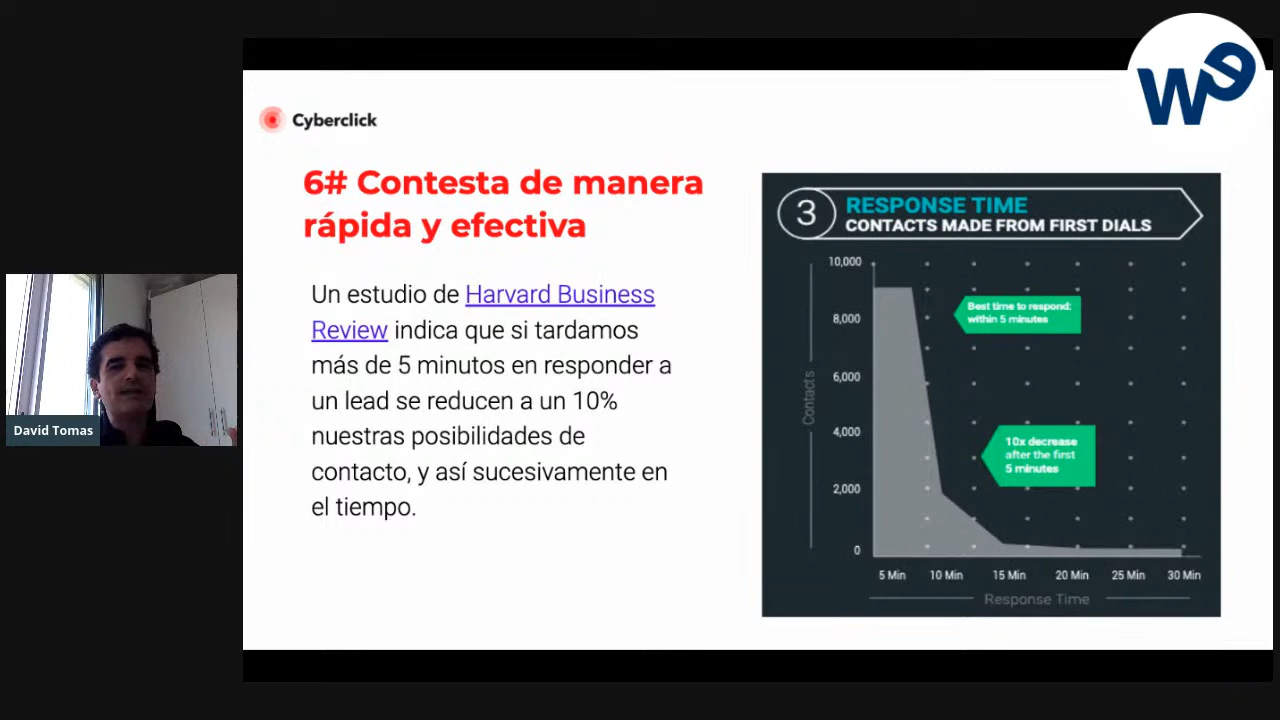 we
Cyberclick
6# Contesta de manera
rápida y efectiva
Un estudio de Harvard Business
Review indica que si tardamos
más de 5 minutos en responder a
un lead se reducen a un 10%
nuestras posibilidades de
contacto, y así sucesivamente en
el tiempo.
David Tomas
3
RESPONSE TIME
CONTACTS MADE FROM FIRST DIALS
Contacts
10,000
8,000
6,000
4,000
2,000
0
Best time to respond:
within 5 minutes
10x decrease
after the first
5 minutes
5 Min 10 Min 15 Min 20 Min 25 Min 30 Min
Response Time